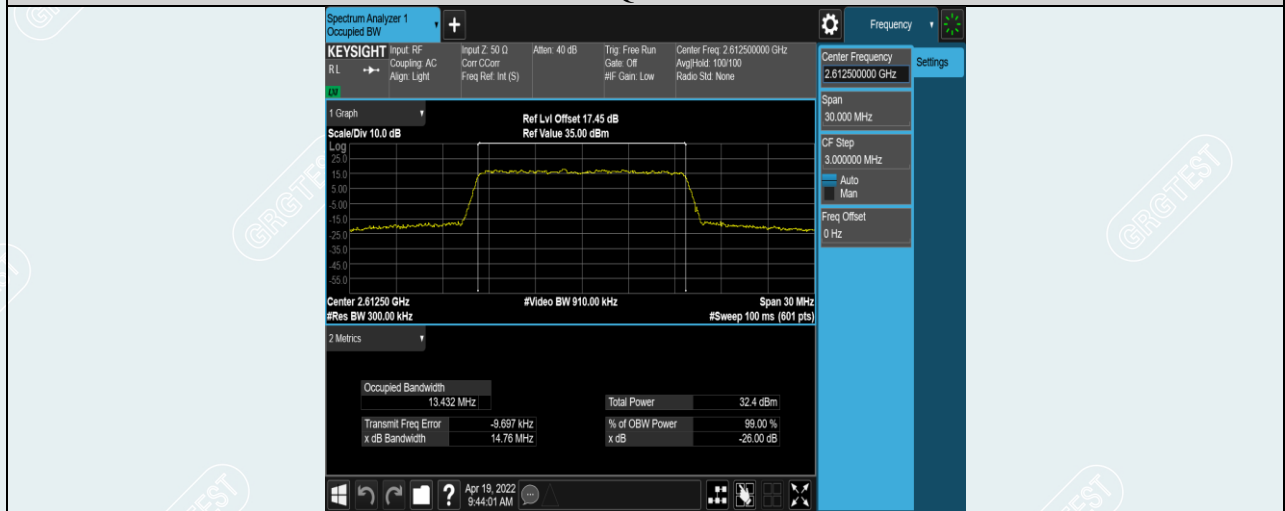 Spectrum Analyzer 1
Occupied BW
+
Frequency
KEYSIGHT
RL
Input: RF
Coupling: AC
Align: Light
Input Z: 50 Ω
Corr CCorr
Freq Ref: Int (S)
Atten: 40 dB
Trig: Free Run
Gate: Off
#IF Gain: Low
Center Freq: 2.612500000 GHz
Avg|Hold: 100/100
Radio Std: None
Center Frequency
2.612500000 GHz
Settings
Span
30.000 MHz
CF Step
3.000000 MHz
Auto
Man
Freq Offset
0 Hz
1 Graph
Scale/Div 10.0 dB
Ref Lvl Offset 17.45 dB
Ref Value 35.00 dBm
Log
25.0
15.0
5.00
-5.00
-15.0
-25.0
-35.0
-45.0
-55.0
Center 2.61250 GHz
#Video BW 910.00 kHz
Span 30 MHz
#Res BW 300.00 kHz
#Sweep 100 ms (601 pts)
2 Metrics
Occupied Bandwidth
13.432 MHz
Total Power 32.4 dBm
Transmit Freq Error -9.697 kHz
% of OBW Power 99.00 %
x dB Bandwidth 14.76 MHz
x dB -26.00 dB
?
Apr 19, 2022
9:44:01 AM
GRGTEST
GRGTEST